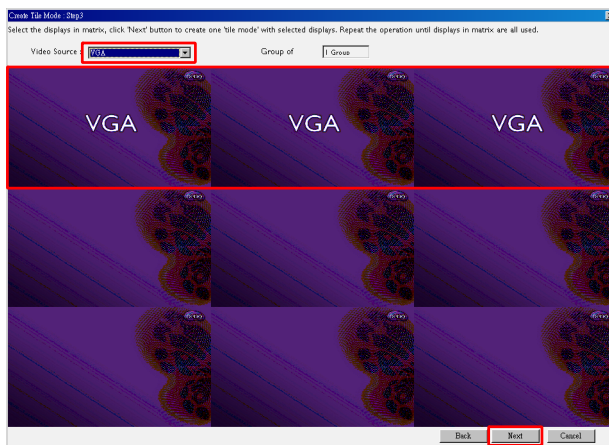 Create Tile Mode : Step3
Select the displays in matrix, click 'Next' button to create one 'tile mode' with selected displays. Repeat the operation until displays in matrix are all used.
Video Source : VGA Group of 1 Group
VGA VGA VGA
Back Next Cancel